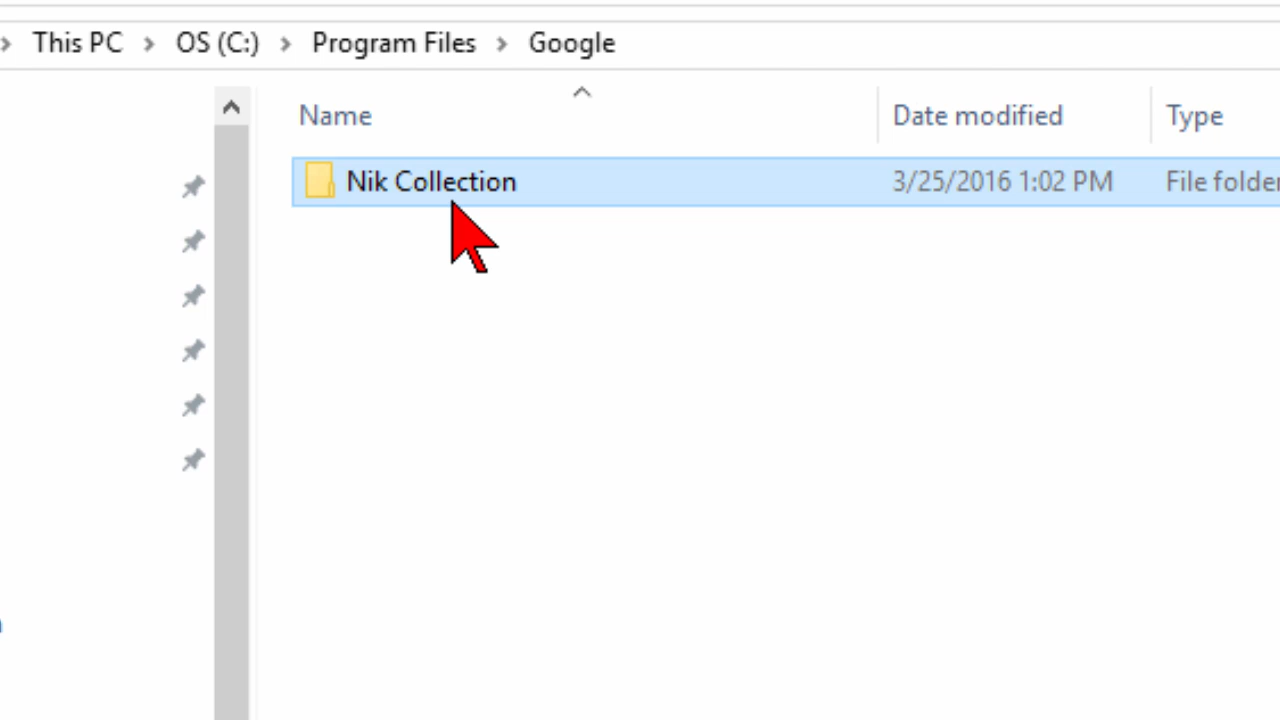 This PC > OS (C:) > Program Files > Google
Name Date modified Type
Nik Collection 3/25/2016 1:02 PM File folder